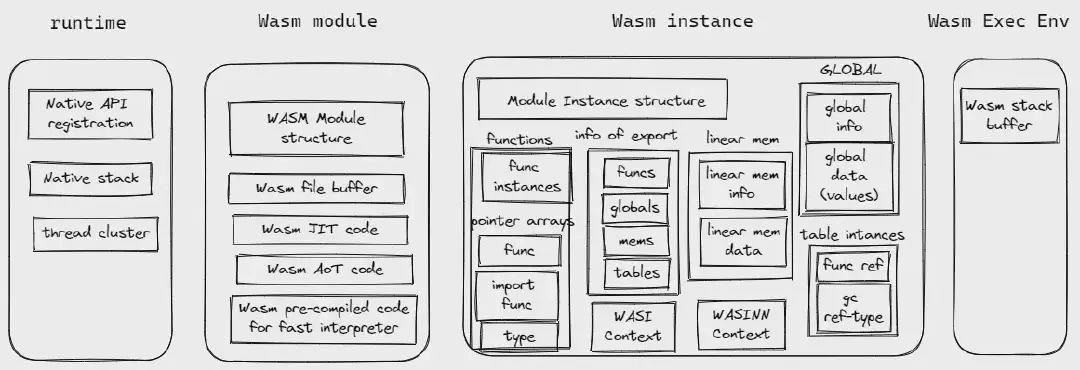 runtime
Native API
registration
Native stack
thread cluster
Wasm module
WASM Module
structure
Wasm file buffer
Wasm JIT code
Wasm AoT code
Wasm pre-compiled code
for fast interpreter
Wasm instance
Module Instance structure
functions
func
instances
pointer arrays
func
import
func
type
info of export
funcs
globals
mems
tables
WASI
Context
linear mem
linear mem
info
linear mem
data
WASINN
Context
GLOBAL
global
info
global
data
(values)
table intances
func ref
gc
ref-type
Wasm Exec Env
Wasm stack
buffer